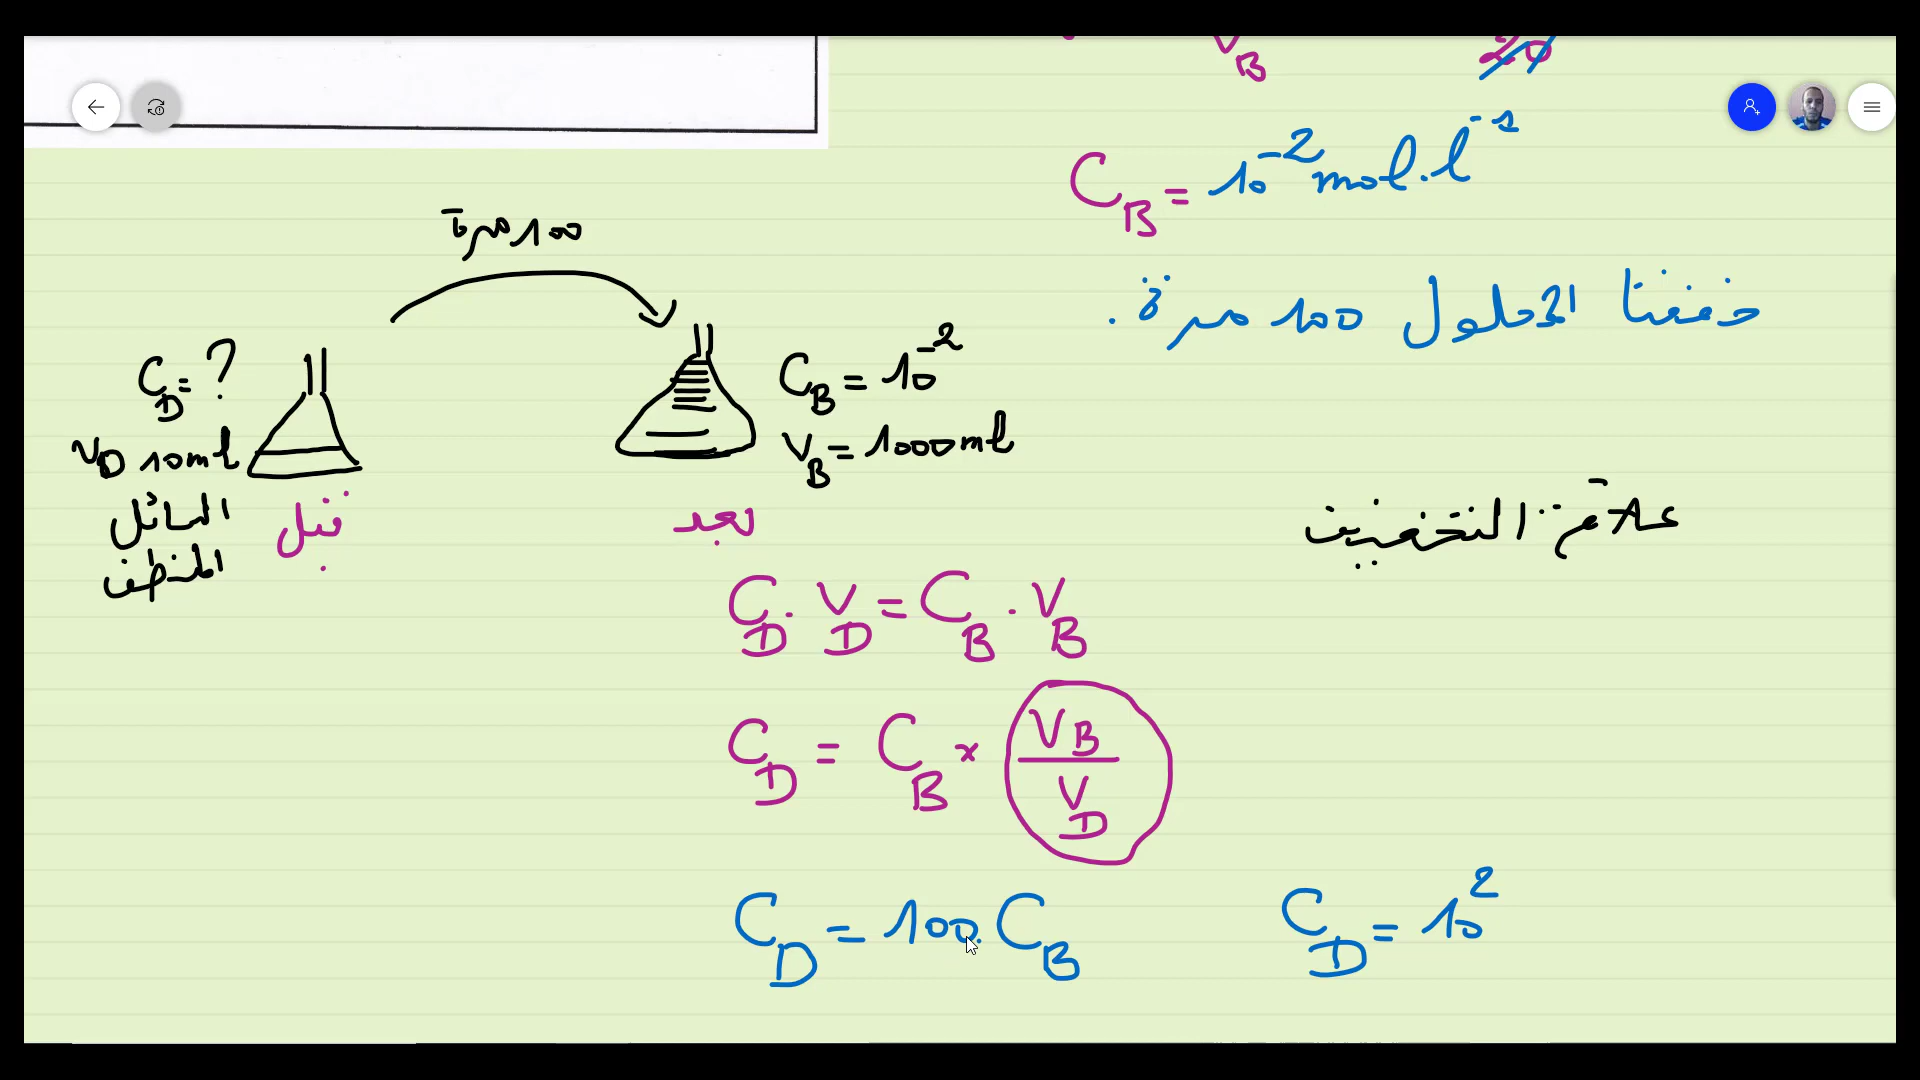 V_B
20
C_B = 10^-2 mol.l^-1
خففنا المحلول 100 مرة.
100 مرة
C_D = ?
V_D 10ml
السائل
المنظف
قبل
C_B = 10^-2
V_B = 1000ml
بعد
علاقة التخفيف
C_D . V_D = C_B . V_B
C_D = C_B × V_B / V_D
C_D = 100 . C_B
C_D = 10^2